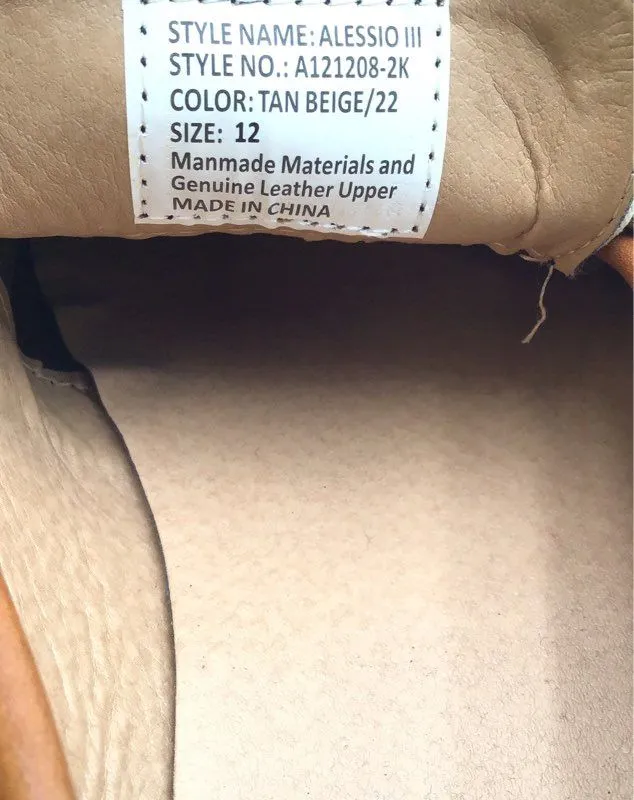 STYLE NAME: ALESSIO III
STYLE NO.: A121208-2K
COLOR: TAN BEIGE/22
SIZE: 12
Manmade Materials and
Genuine Leather Upper
MADE IN CHINA